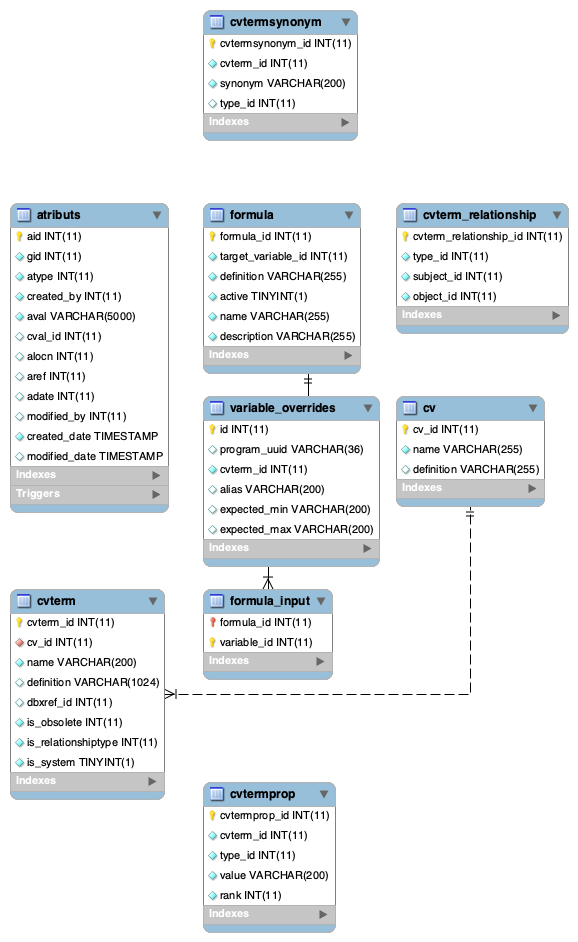 cvtermsynonym
cvtermsynonym_id INT(11)
cvterm_id INT(11)
synonym VARCHAR(200)
type_id INT(11)
Indexes
atributs
aid INT(11)
gid INT(11)
atype INT(11)
created_by INT(11)
aval VARCHAR(5000)
cval_id INT(11)
alocn INT(11)
aref INT(11)
adate INT(11)
modified_by INT(11)
created_date TIMESTAMP
modified_date TIMESTAMP
Indexes
Triggers
formula
formula_id INT(11)
target_variable_id INT(11)
definition VARCHAR(255)
active TINYINT(1)
name VARCHAR(255)
description VARCHAR(255)
Indexes
cvterm_relationship
cvterm_relationship_id INT(11)
type_id INT(11)
subject_id INT(11)
object_id INT(11)
Indexes
variable_overrides
id INT(11)
program_uuid VARCHAR(36)
cvterm_id INT(11)
alias VARCHAR(200)
expected_min VARCHAR(200)
expected_max VARCHAR(200)
Indexes
cv
cv_id INT(11)
name VARCHAR(255)
definition VARCHAR(255)
Indexes
cvterm
cvterm_id INT(11)
cv_id INT(11)
name VARCHAR(200)
definition VARCHAR(1024)
dbxref_id INT(11)
is_obsolete INT(11)
is_relationshiptype INT(11)
is_system TINYINT(1)
Indexes
formula_input
formula_id INT(11)
variable_id INT(11)
Indexes
cvtermprop
cvtermprop_id INT(11)
cvterm_id INT(11)
type_id INT(11)
value VARCHAR(200)
rank INT(11)
Indexes